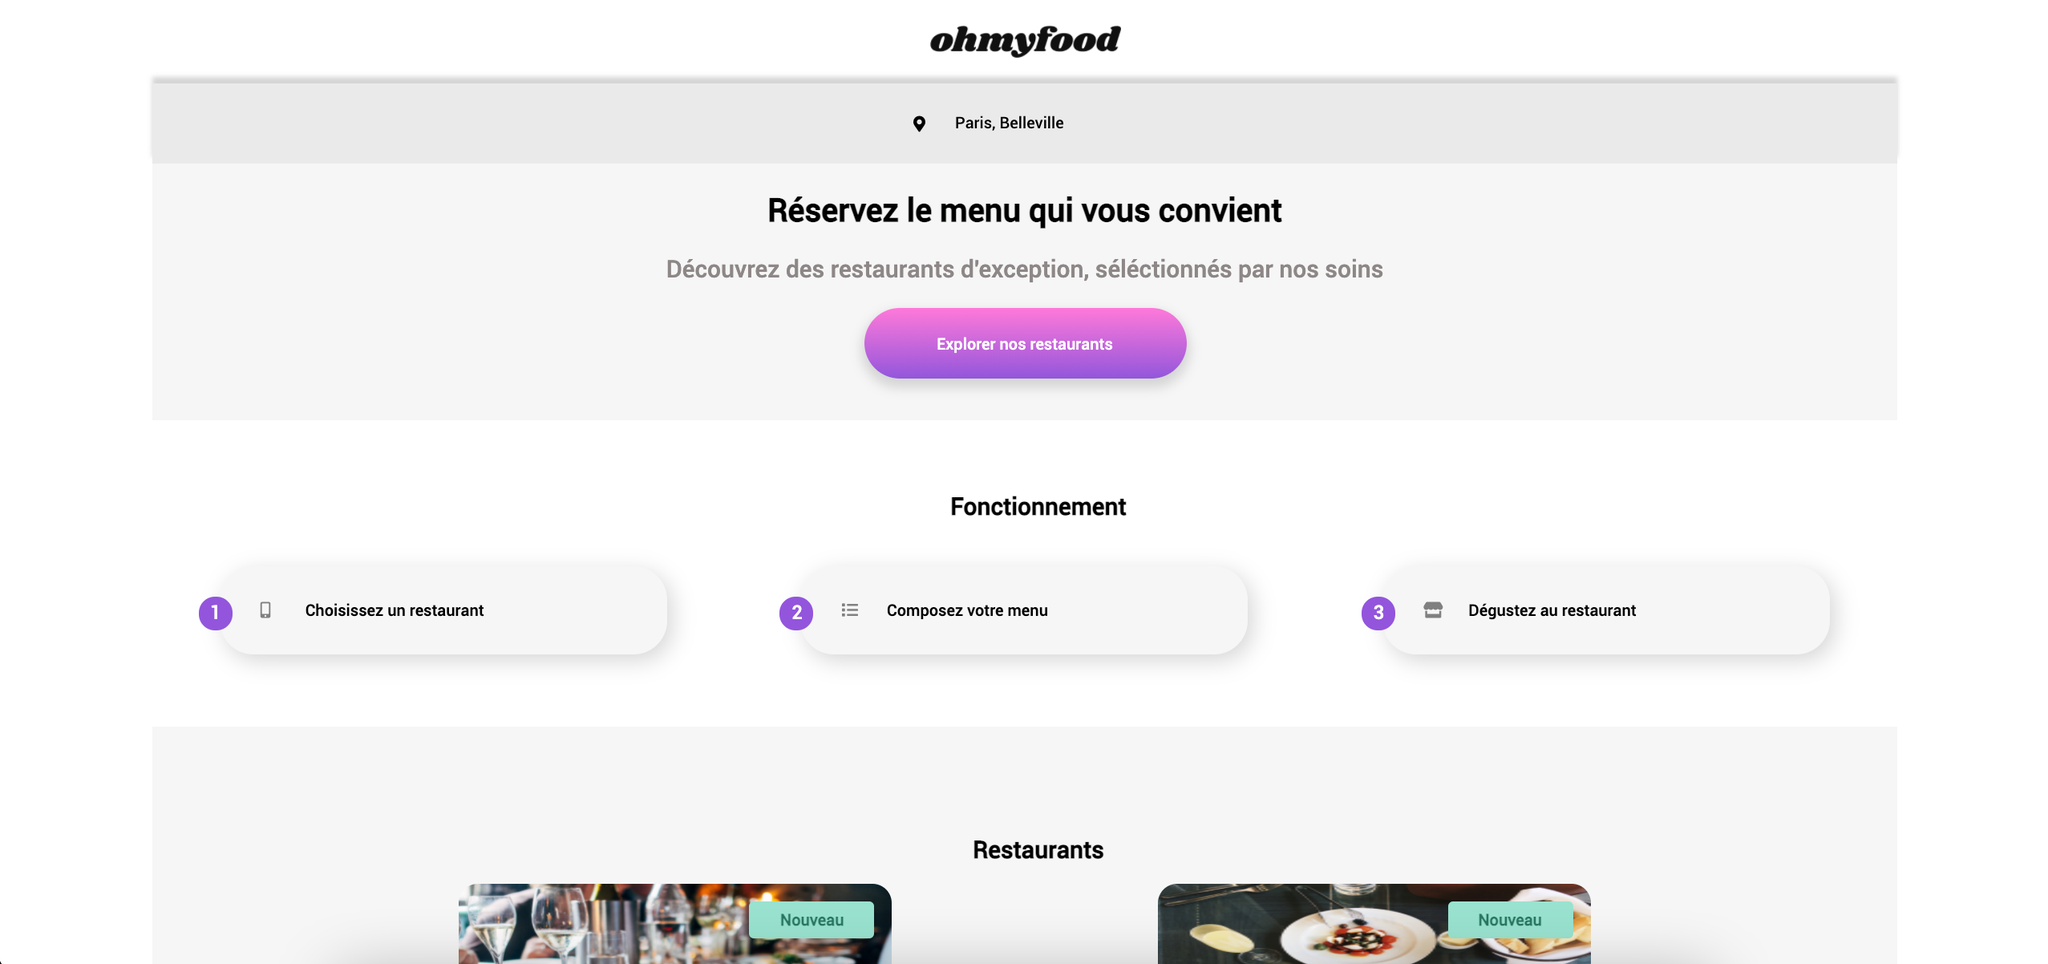 ohmyfood
Paris, Belleville
Réservez le menu qui vous convient
Découvrez des restaurants d'exception, séléctionnés par nos soins
Explorer nos restaurants
Fonctionnement
1 Choisissez un restaurant
2 Composez votre menu
3 Dégustez au restaurant
Restaurants
Nouveau
Nouveau